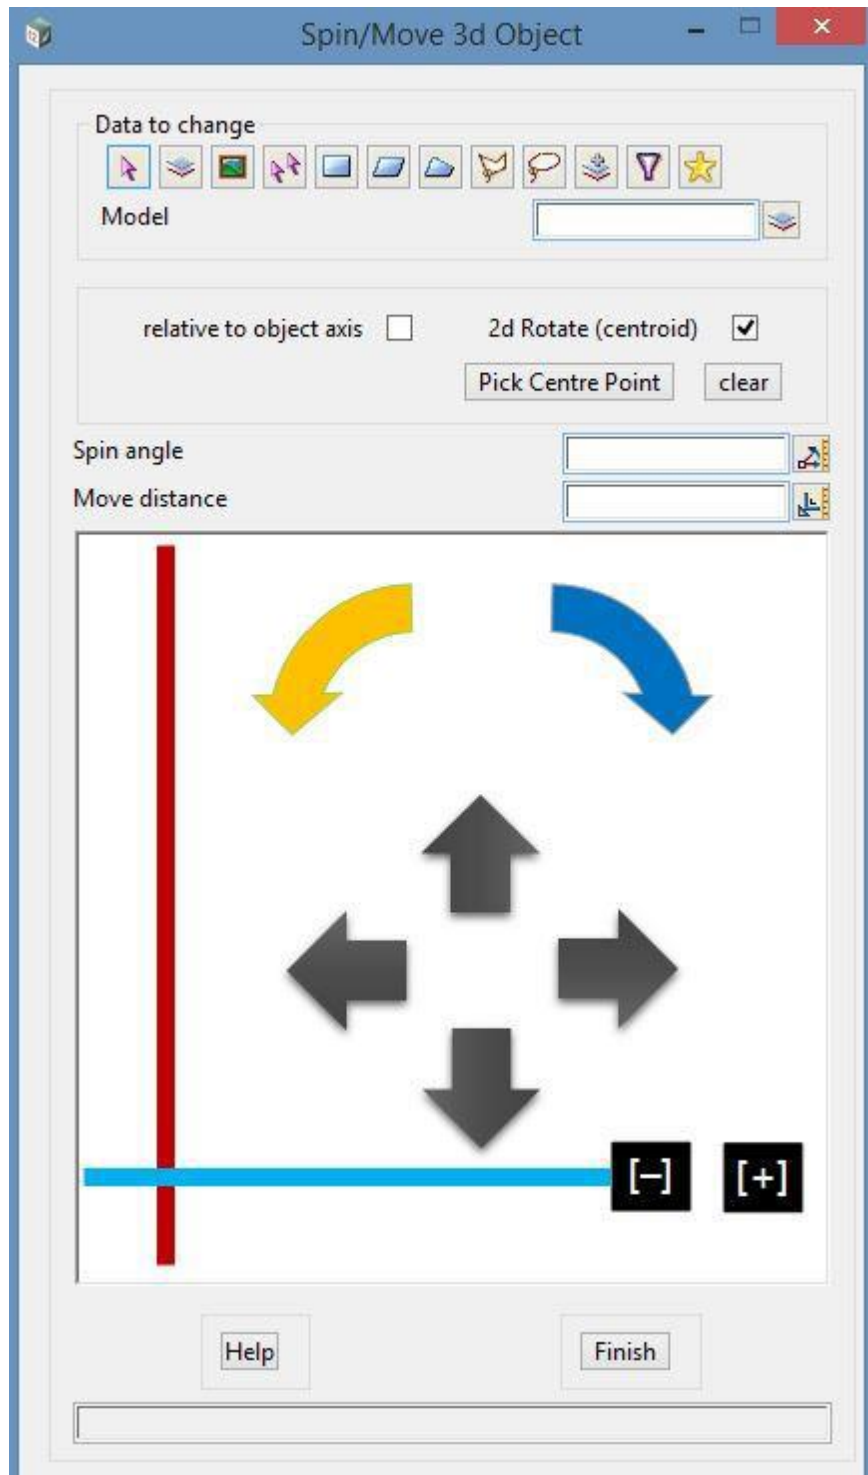 Spin/Move 3d Object
Data to change
Model
relative to object axis
2d Rotate (centroid)
Pick Centre Point
clear
Spin angle
Move distance
[–] [+]
Help
Finish